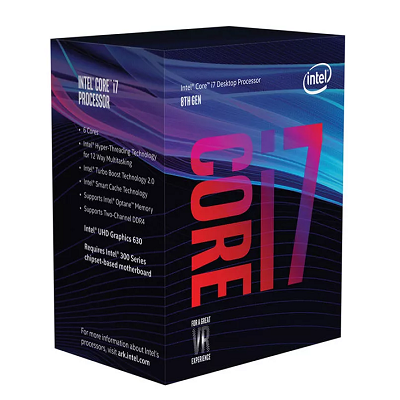 INTEL® CORE™ i7
PROCESSOR
• 6 Cores
• Intel® Hyper-Threading Technology
for 12 Way Multitasking
• Intel® Turbo Boost Technology 2.0
• Intel® Smart Cache Technology
• Supports Intel® Optane™ Memory
• Supports Two-Channel DDR4
Intel® UHD Graphics 630
Requires Intel® 300 Series
chipset-based motherboard
For more information about Intel's
processors, visit ark.intel.com
Intel® Core™ i7 Desktop Processor
8TH GEN
intel
CORE i7
FOR A GREAT
VR
EXPERIENCE